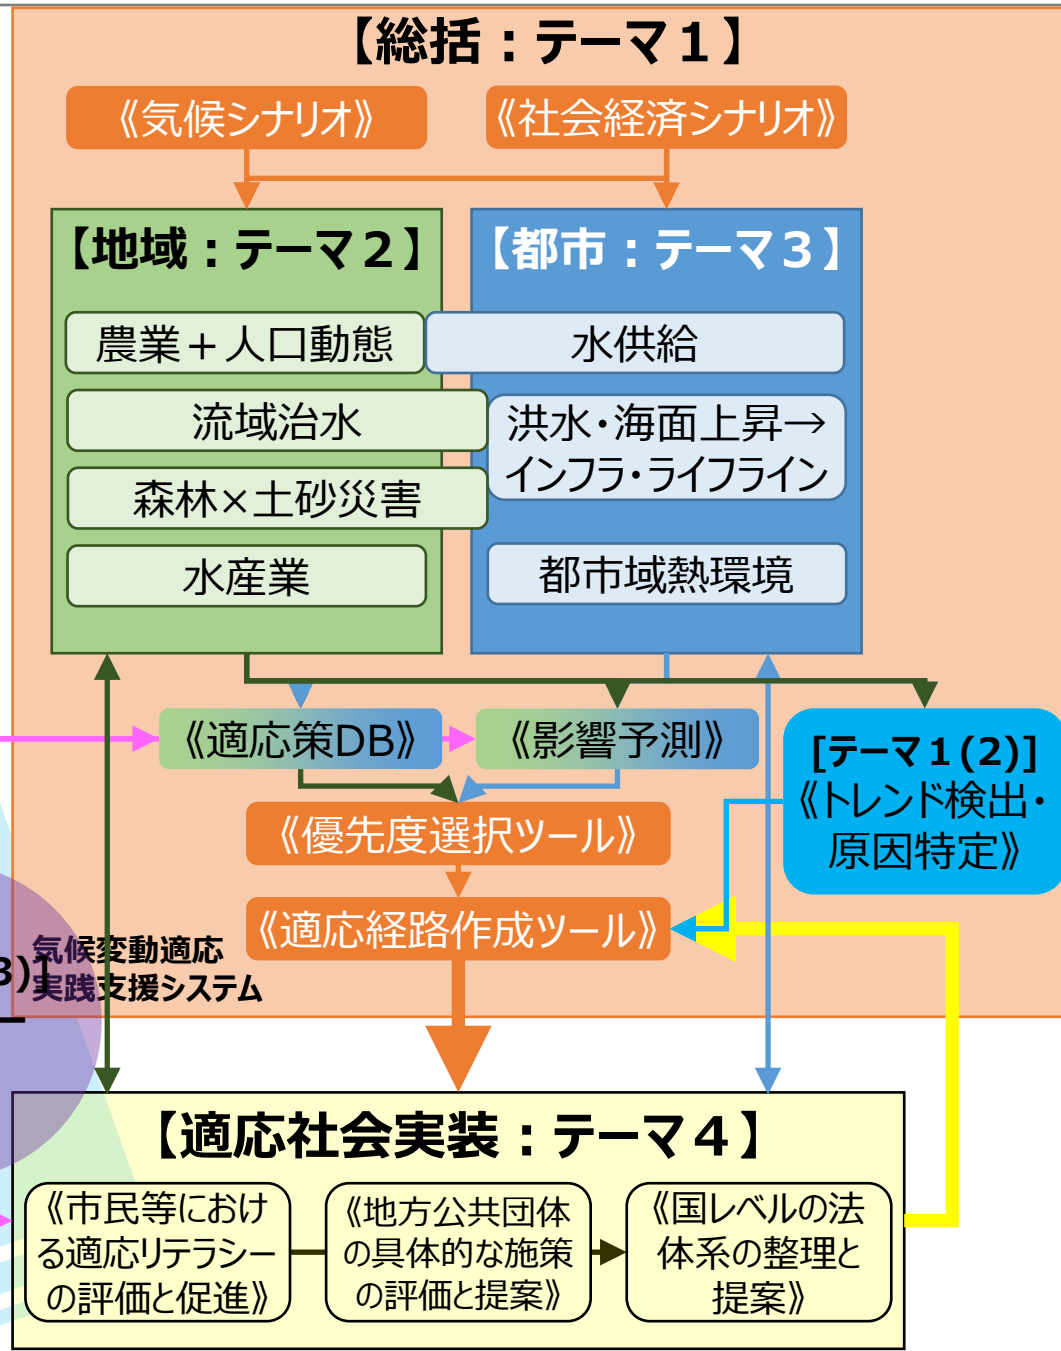 【総括：テーマ１】
《気候シナリオ》
《社会経済シナリオ》
【地域：テーマ２】
【都市：テーマ３】
農業＋人口動態
水供給
流域治水
洪水・海面上昇→
インフラ・ライフライン
森林×土砂災害
水産業
都市域熱環境
《適応策DB》
《影響予測》
[テーマ１(2)]
《トレンド検出・
原因特定》
《優先度選択ツール》
《適応経路作成ツール》
気候変動適応
実践支援システム
3)]
ー
【適応社会実装：テーマ４】
《市民等におけ
る適応リテラシー
の評価と促進》
《地方公共団体
の具体的な施策
の評価と提案》
《国レベルの法
体系の整理と
提案》